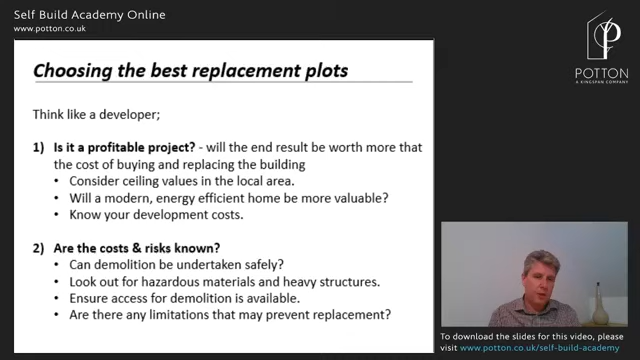 Self Build Academy Online
www.potton.co.uk
POTTON
A KINGSPAN COMPANY
Choosing the best replacement plots
Think like a developer;
1) Is it a profitable project? - will the end result be worth more that
the cost of buying and replacing the building
• Consider ceiling values in the local area.
• Will a modern, energy efficient home be more valuable?
• Know your development costs.
2) Are the costs & risks known?
• Can demolition be undertaken safely?
• Look out for hazardous materials and heavy structures.
• Ensure access for demolition is available.
• Are there any limitations that may prevent replacement?
To download the slides for this video, please
visit www.potton.co.uk/self-build-academy